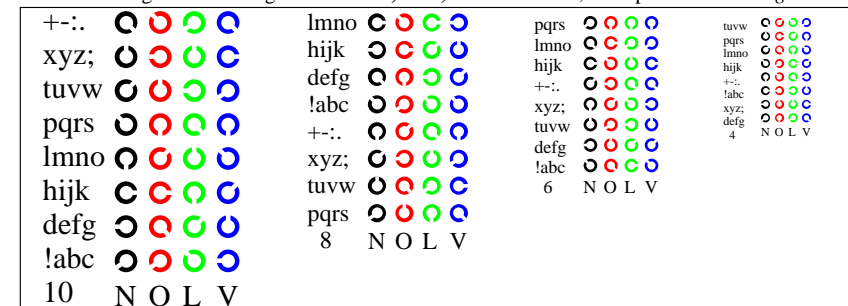 +-:.
xyz;
tuvw
pqrs
lmno
hijk
defg
!abc
10 N O L V
lmno
hijk
defg
!abc
+-:.
xyz;
tuvw
pqrs
8 N O L V
pqrs
lmno
hijk
+-:.
xyz;
tuvw
defg
!abc
6 N O L V
tuvw
pqrs
lmno
hijk
+-:.
!abc
xyz;
defg
4 N O L V